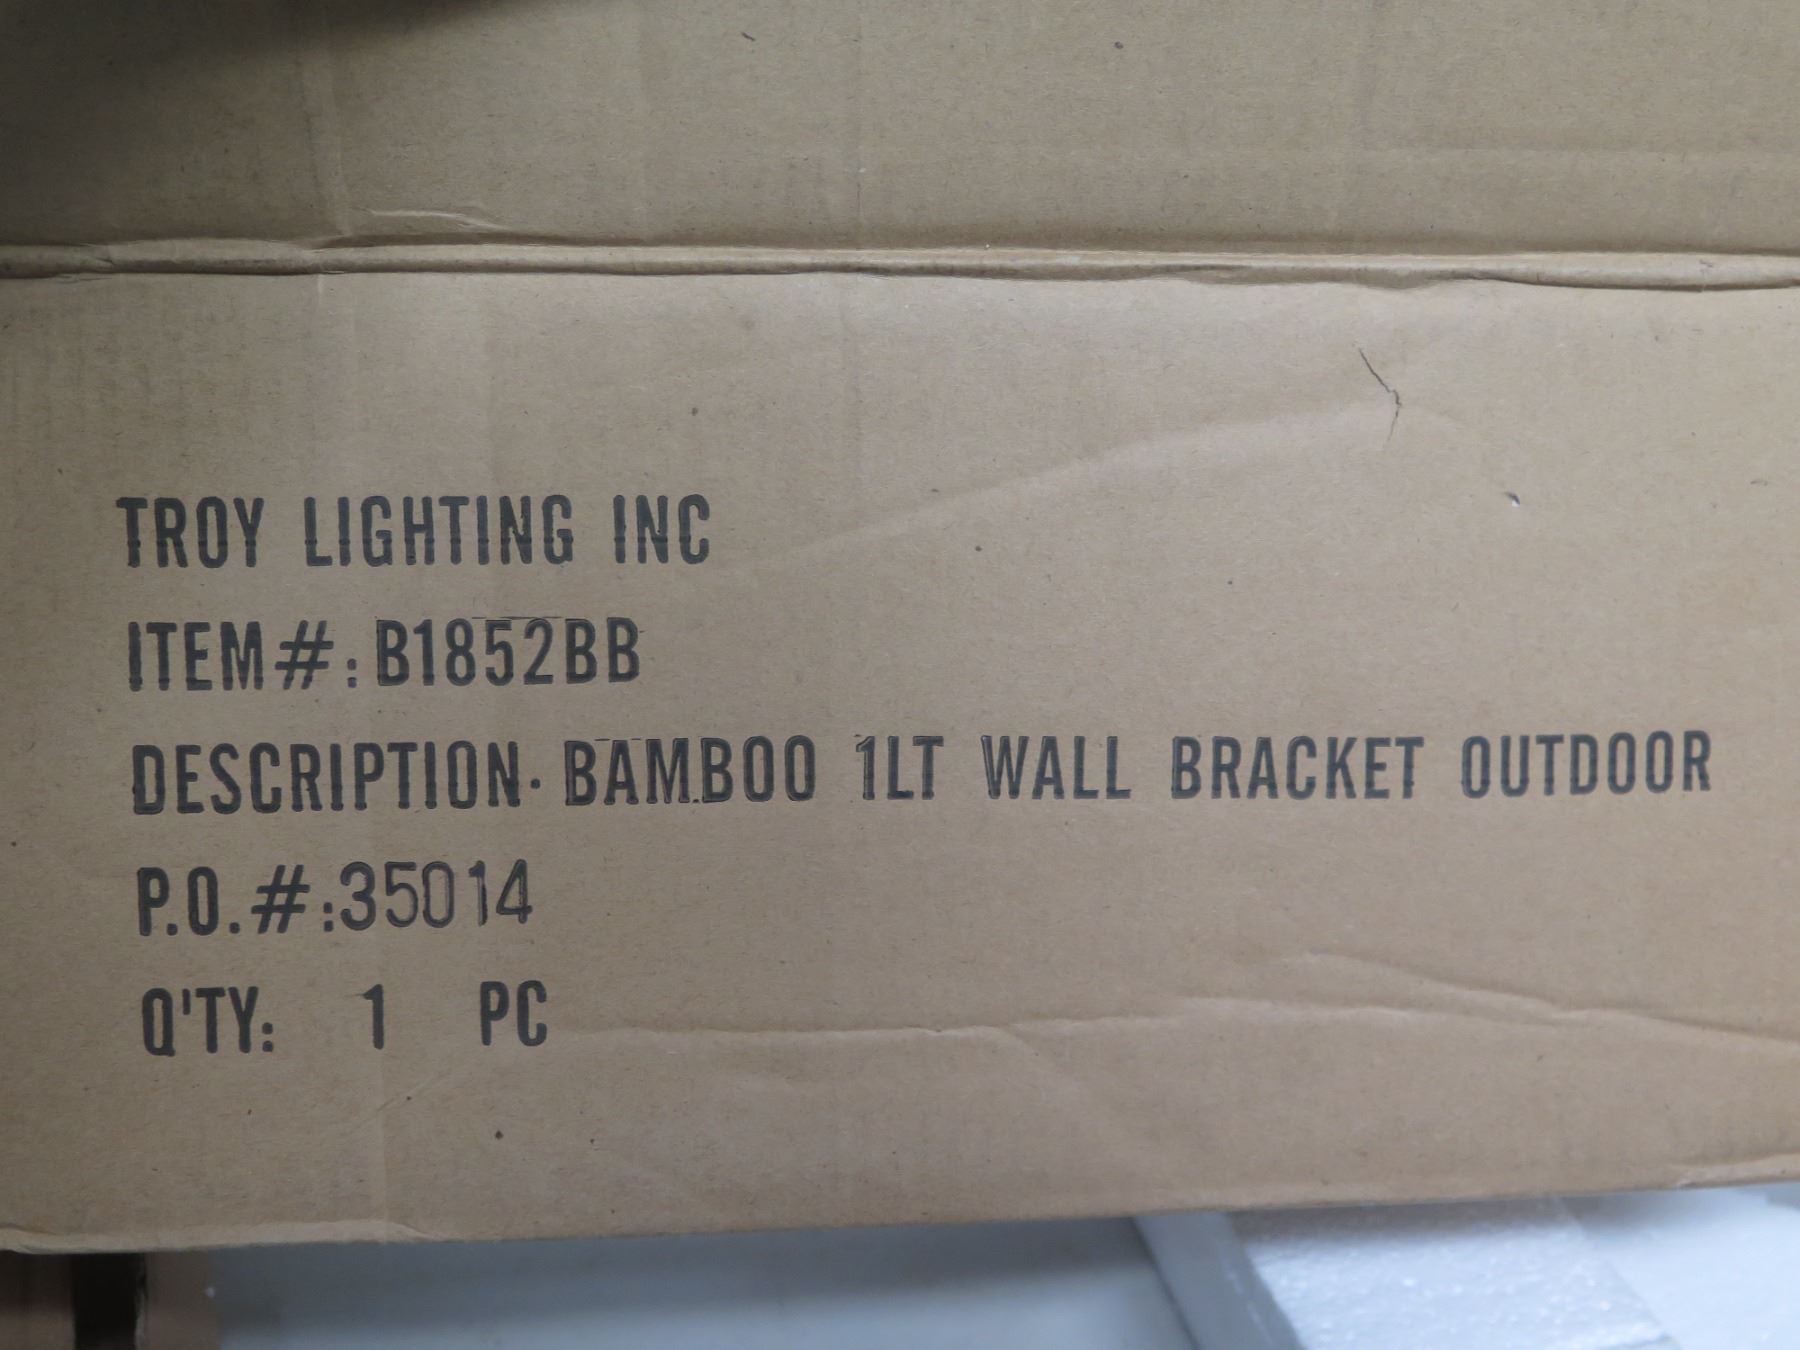 TROY LIGHTING INC
ITEM#:B1852BB
DESCRIPTION· BAMBOO 1LT WALL BRACKET OUTDOOR
P.O.#:35014
Q'TY: 1 PC